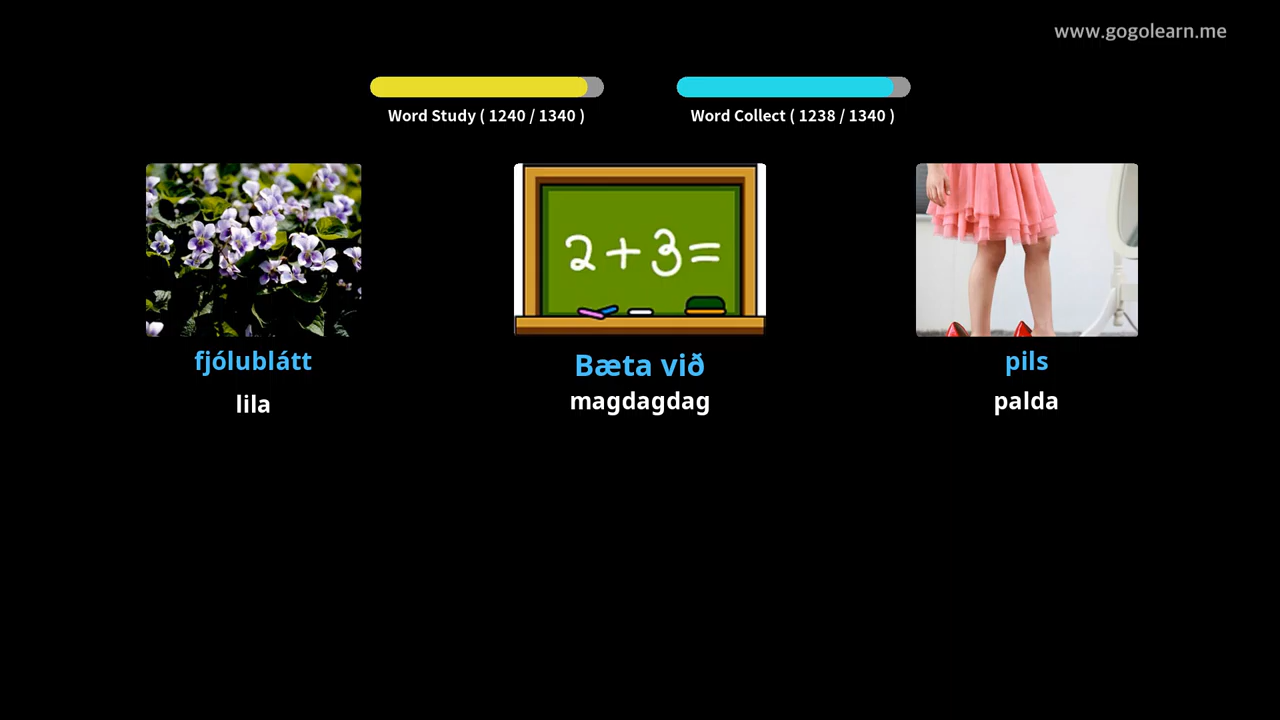 www.gogolearn.me
Word Study ( 1240 / 1340 )
Word Collect ( 1238 / 1340 )
2+3=
fjólublátt
lila
Bæta við
magdagdag
pils
palda